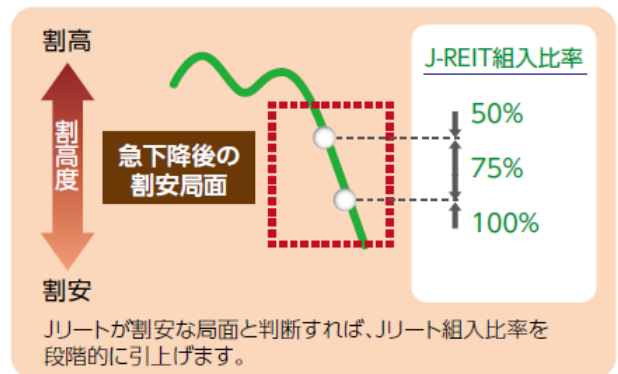 割高
割高度
割安
急下降後の
割安局面
J-REIT組入比率
50%
75%
100%
Jリートが割安な局面と判断すれば、Jリート組入比率を
段階的に引上げます。